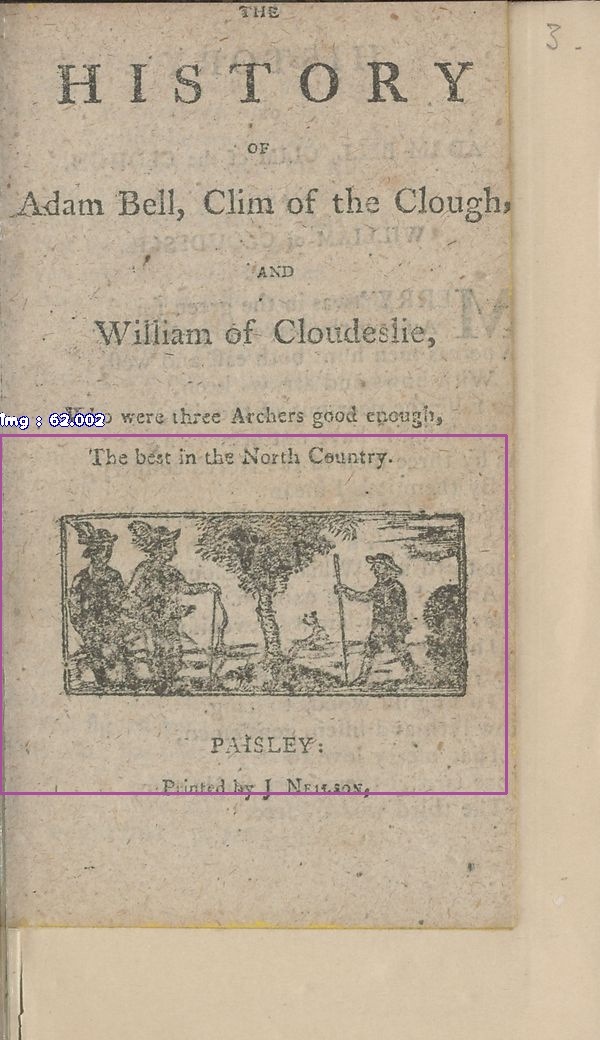 THE
HISTORY
OF
Adam Bell, Clim of the Clough,
AND
William of Cloudeslie,
Who were three Archers good enough,
Img : 62.002
The best in the North Country.
PAISLEY:
Printed by J. NEILSON,
3.